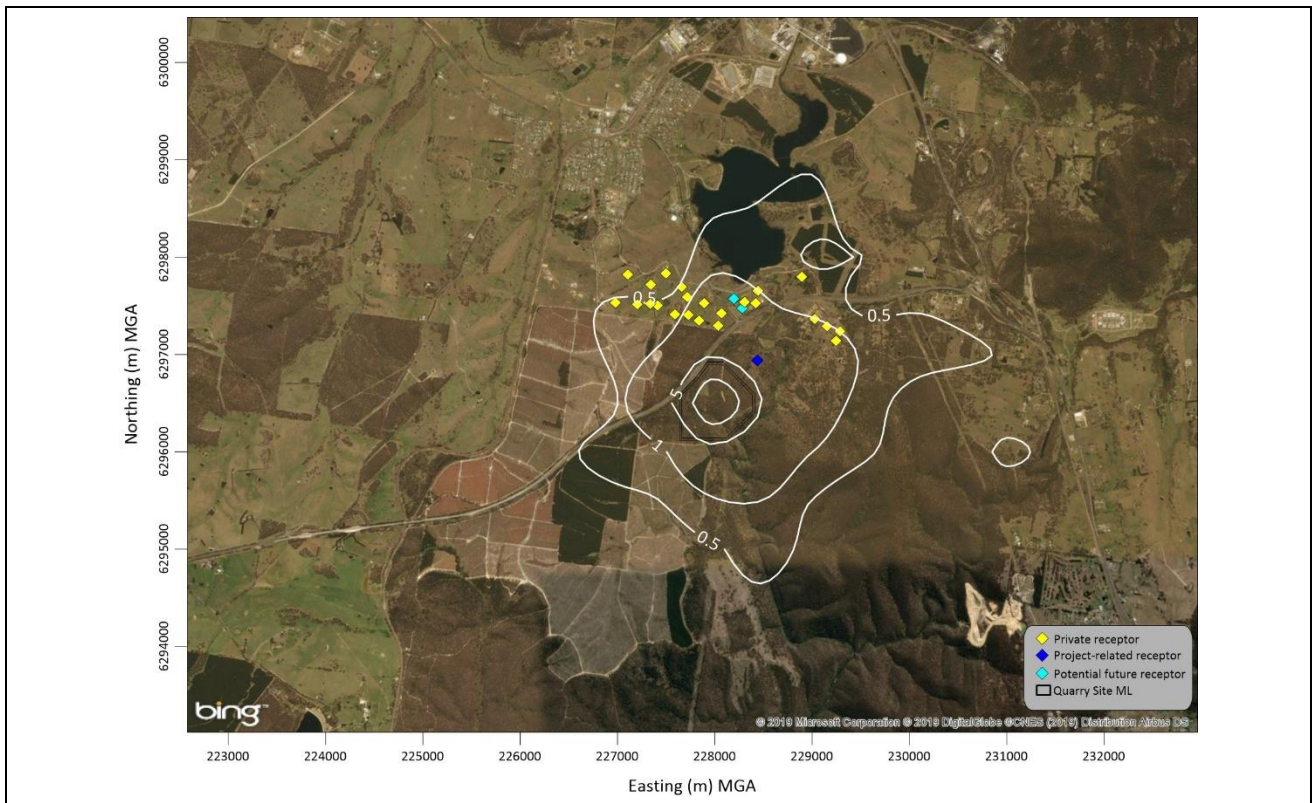 6300000
6299000
6298000
6297000
6296000
6295000
6294000
Northing (m) MGA
0.5
0.5
5
1
0.5
Private receptor
Project-related receptor
Potential future receptor
Quarry Site ML
bing™
© 2019 Microsoft Corporation © 2019 DigitalGlobe ©CNES (2019) Distribution Airbus DS
223000 224000 225000 226000 227000 228000 229000 230000 231000 232000
Easting (m) MGA